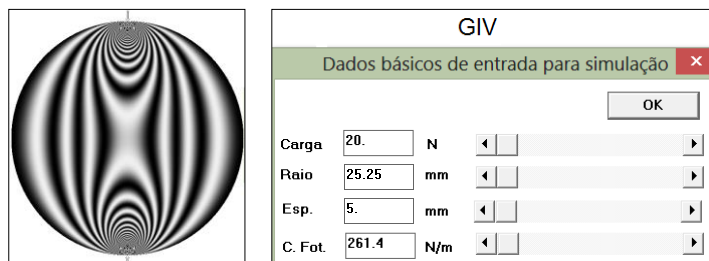 GIV
Dados básicos de entrada para simulação
OK
Carga 20. N
Raio 25.25 mm
Esp. 5. mm
C. Fot. 261.4 N/m